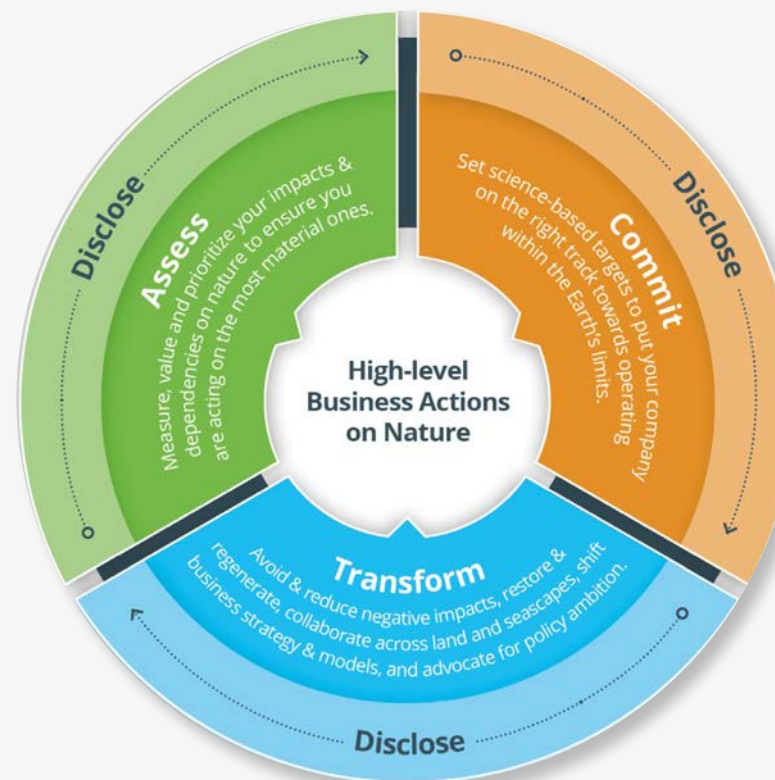 High-level
Business Actions
on Nature
Disclose
Assess
Measure, value and prioritize your impacts &
dependencies on nature to ensure you
are acting on the most material ones.
Disclose
Commit
Set science-based targets to put your company
on the right track towards operating
within the Earth's limits.
Transform
Avoid & reduce negative impacts, restore &
regenerate, collaborate across land and seascapes, shift
business strategy & models, and advocate for policy ambition.
Disclose